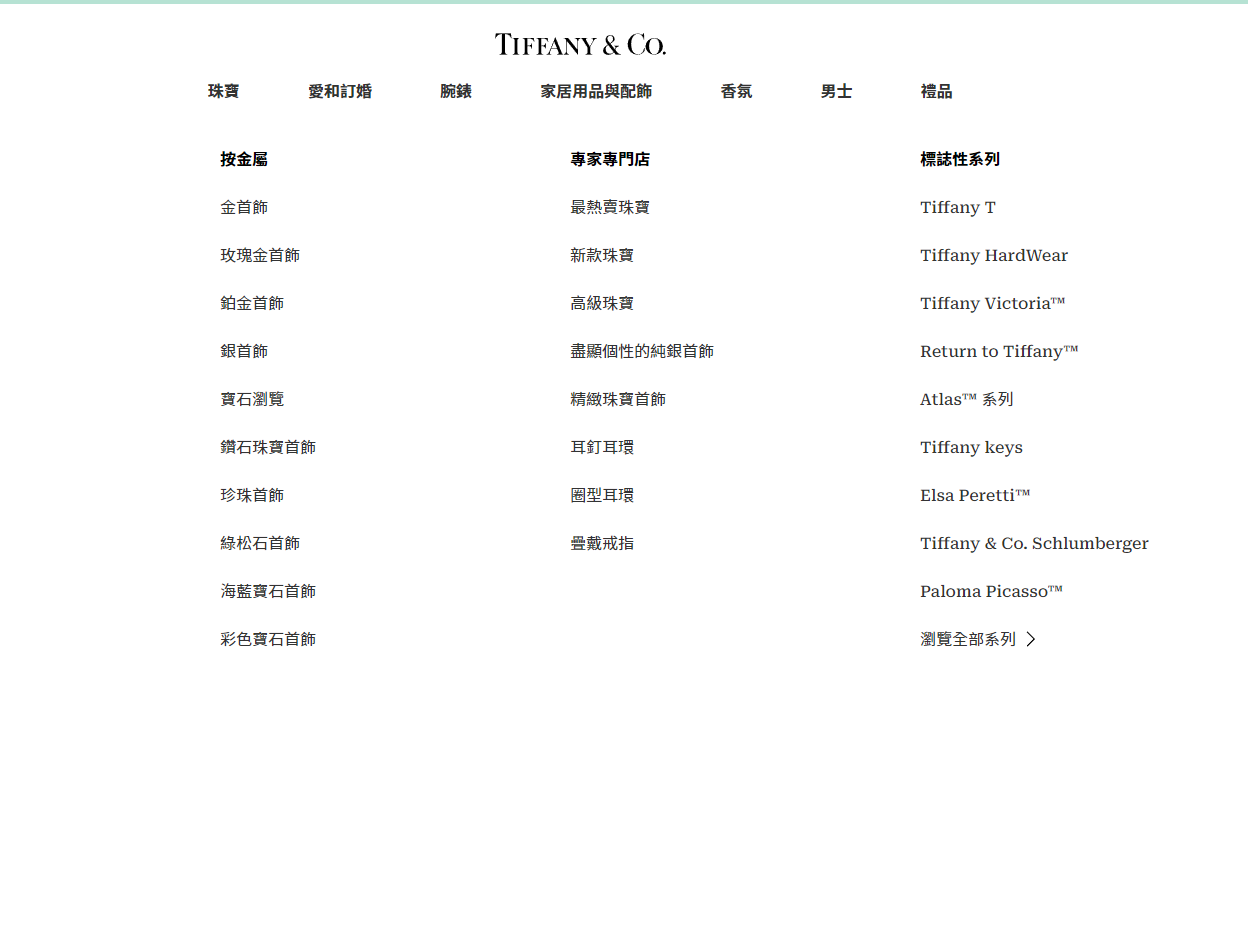 TIFFANY & CO.
珠寶 愛和訂婚 腕錶 家居用品與配飾 香氛 男士 禮品
按金屬
金首飾
玫瑰金首飾
鉑金首飾
銀首飾
寶石瀏覽
鑽石珠寶首飾
珍珠首飾
綠松石首飾
海藍寶石首飾
彩色寶石首飾
專家專門店
最熱賣珠寶
新款珠寶
高級珠寶
盡顯個性的純銀首飾
精緻珠寶首飾
耳釘耳環
圈型耳環
疊戴戒指
標誌性系列
Tiffany T
Tiffany HardWear
Tiffany Victoria™
Return to Tiffany™
Atlas™ 系列
Tiffany keys
Elsa Peretti™
Tiffany & Co. Schlumberger
Paloma Picasso™
瀏覽全部系列